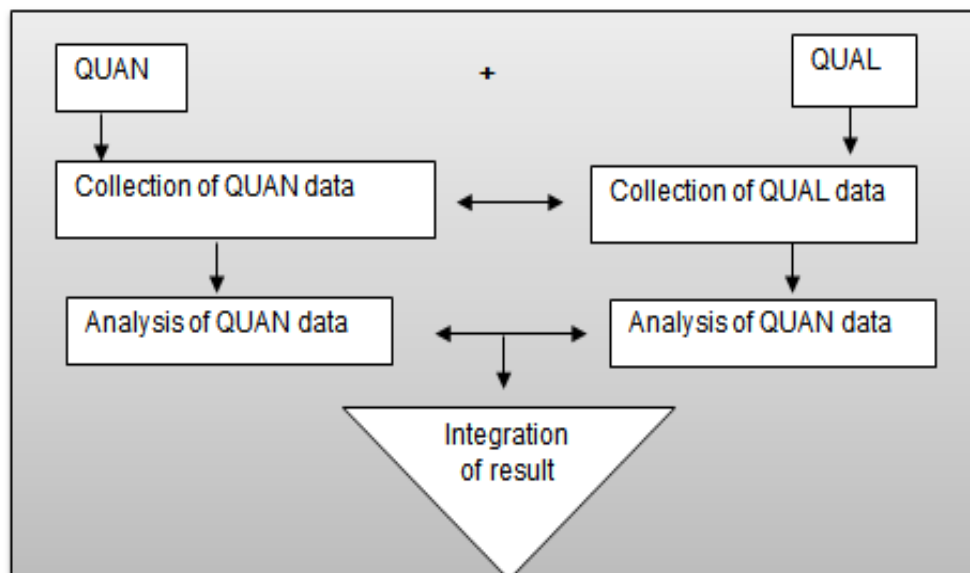 QUAN
+
QUAL
Collection of QUAN data
Collection of QUAL data
Analysis of QUAN data
Analysis of QUAN data
Integration
of result